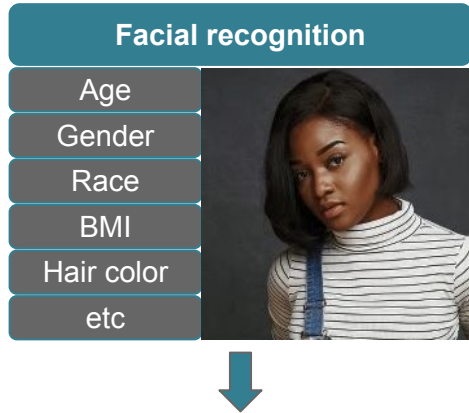 Facial recognition
Age
Gender
Race
BMI
Hair color
etc